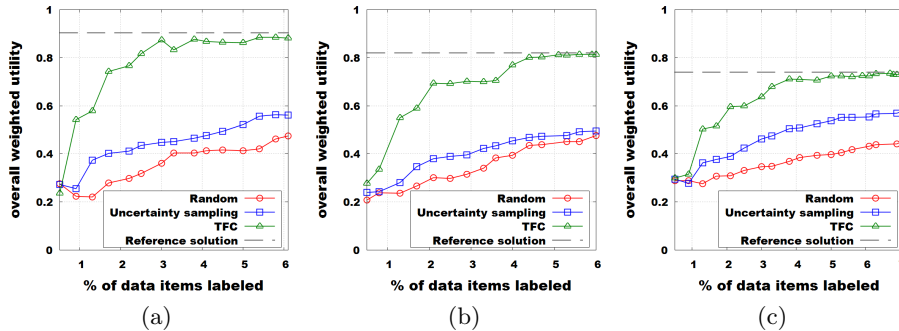 overall weighted utility
1
0.8
0.6
0.4
0.2
0
1 2 3 4 5 6
% of data items labeled
Random
Uncertainty sampling
TFC
Reference solution
(a)
overall weighted utility
1
0.8
0.6
0.4
0.2
0
1 2 3 4 5 6
% of data items labeled
Random
Uncertainty sampling
TFC
Reference solution
(b)
overall weighted utility
1
0.8
0.6
0.4
0.2
0
1 2 3 4 5 6
% of data items labeled
Random
Uncertainty sampling
TFC
Reference solution
(c)